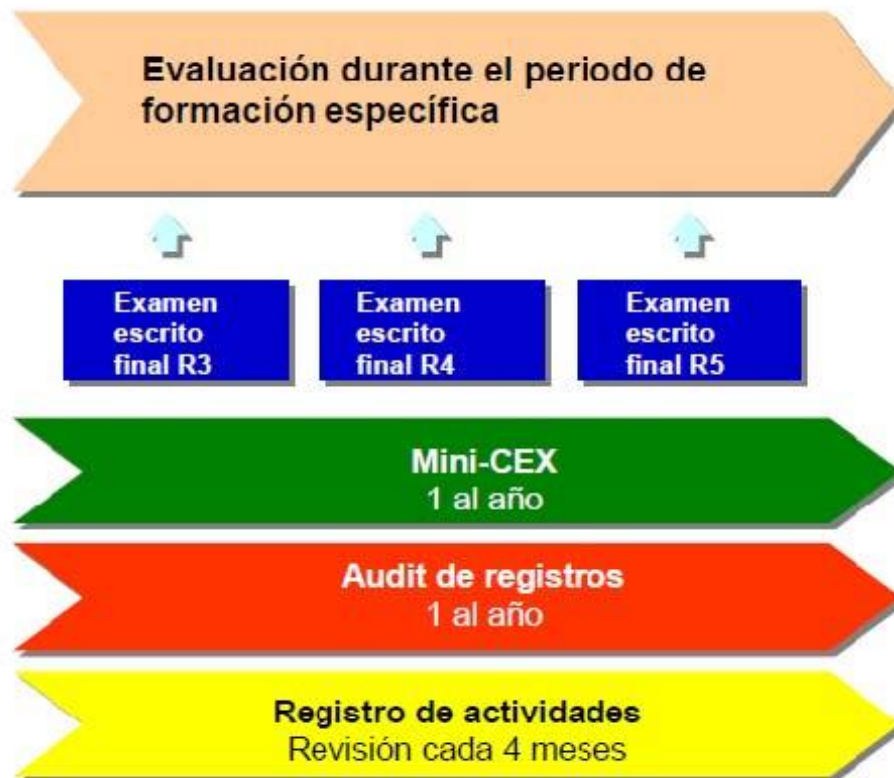 Evaluación durante el periodo de
formación específica
Examen
escrito
final R3
Examen
escrito
final R4
Examen
escrito
final R5
Mini-CEX
1 al año
Audit de registros
1 al año
Registro de actividades
Revisión cada 4 meses